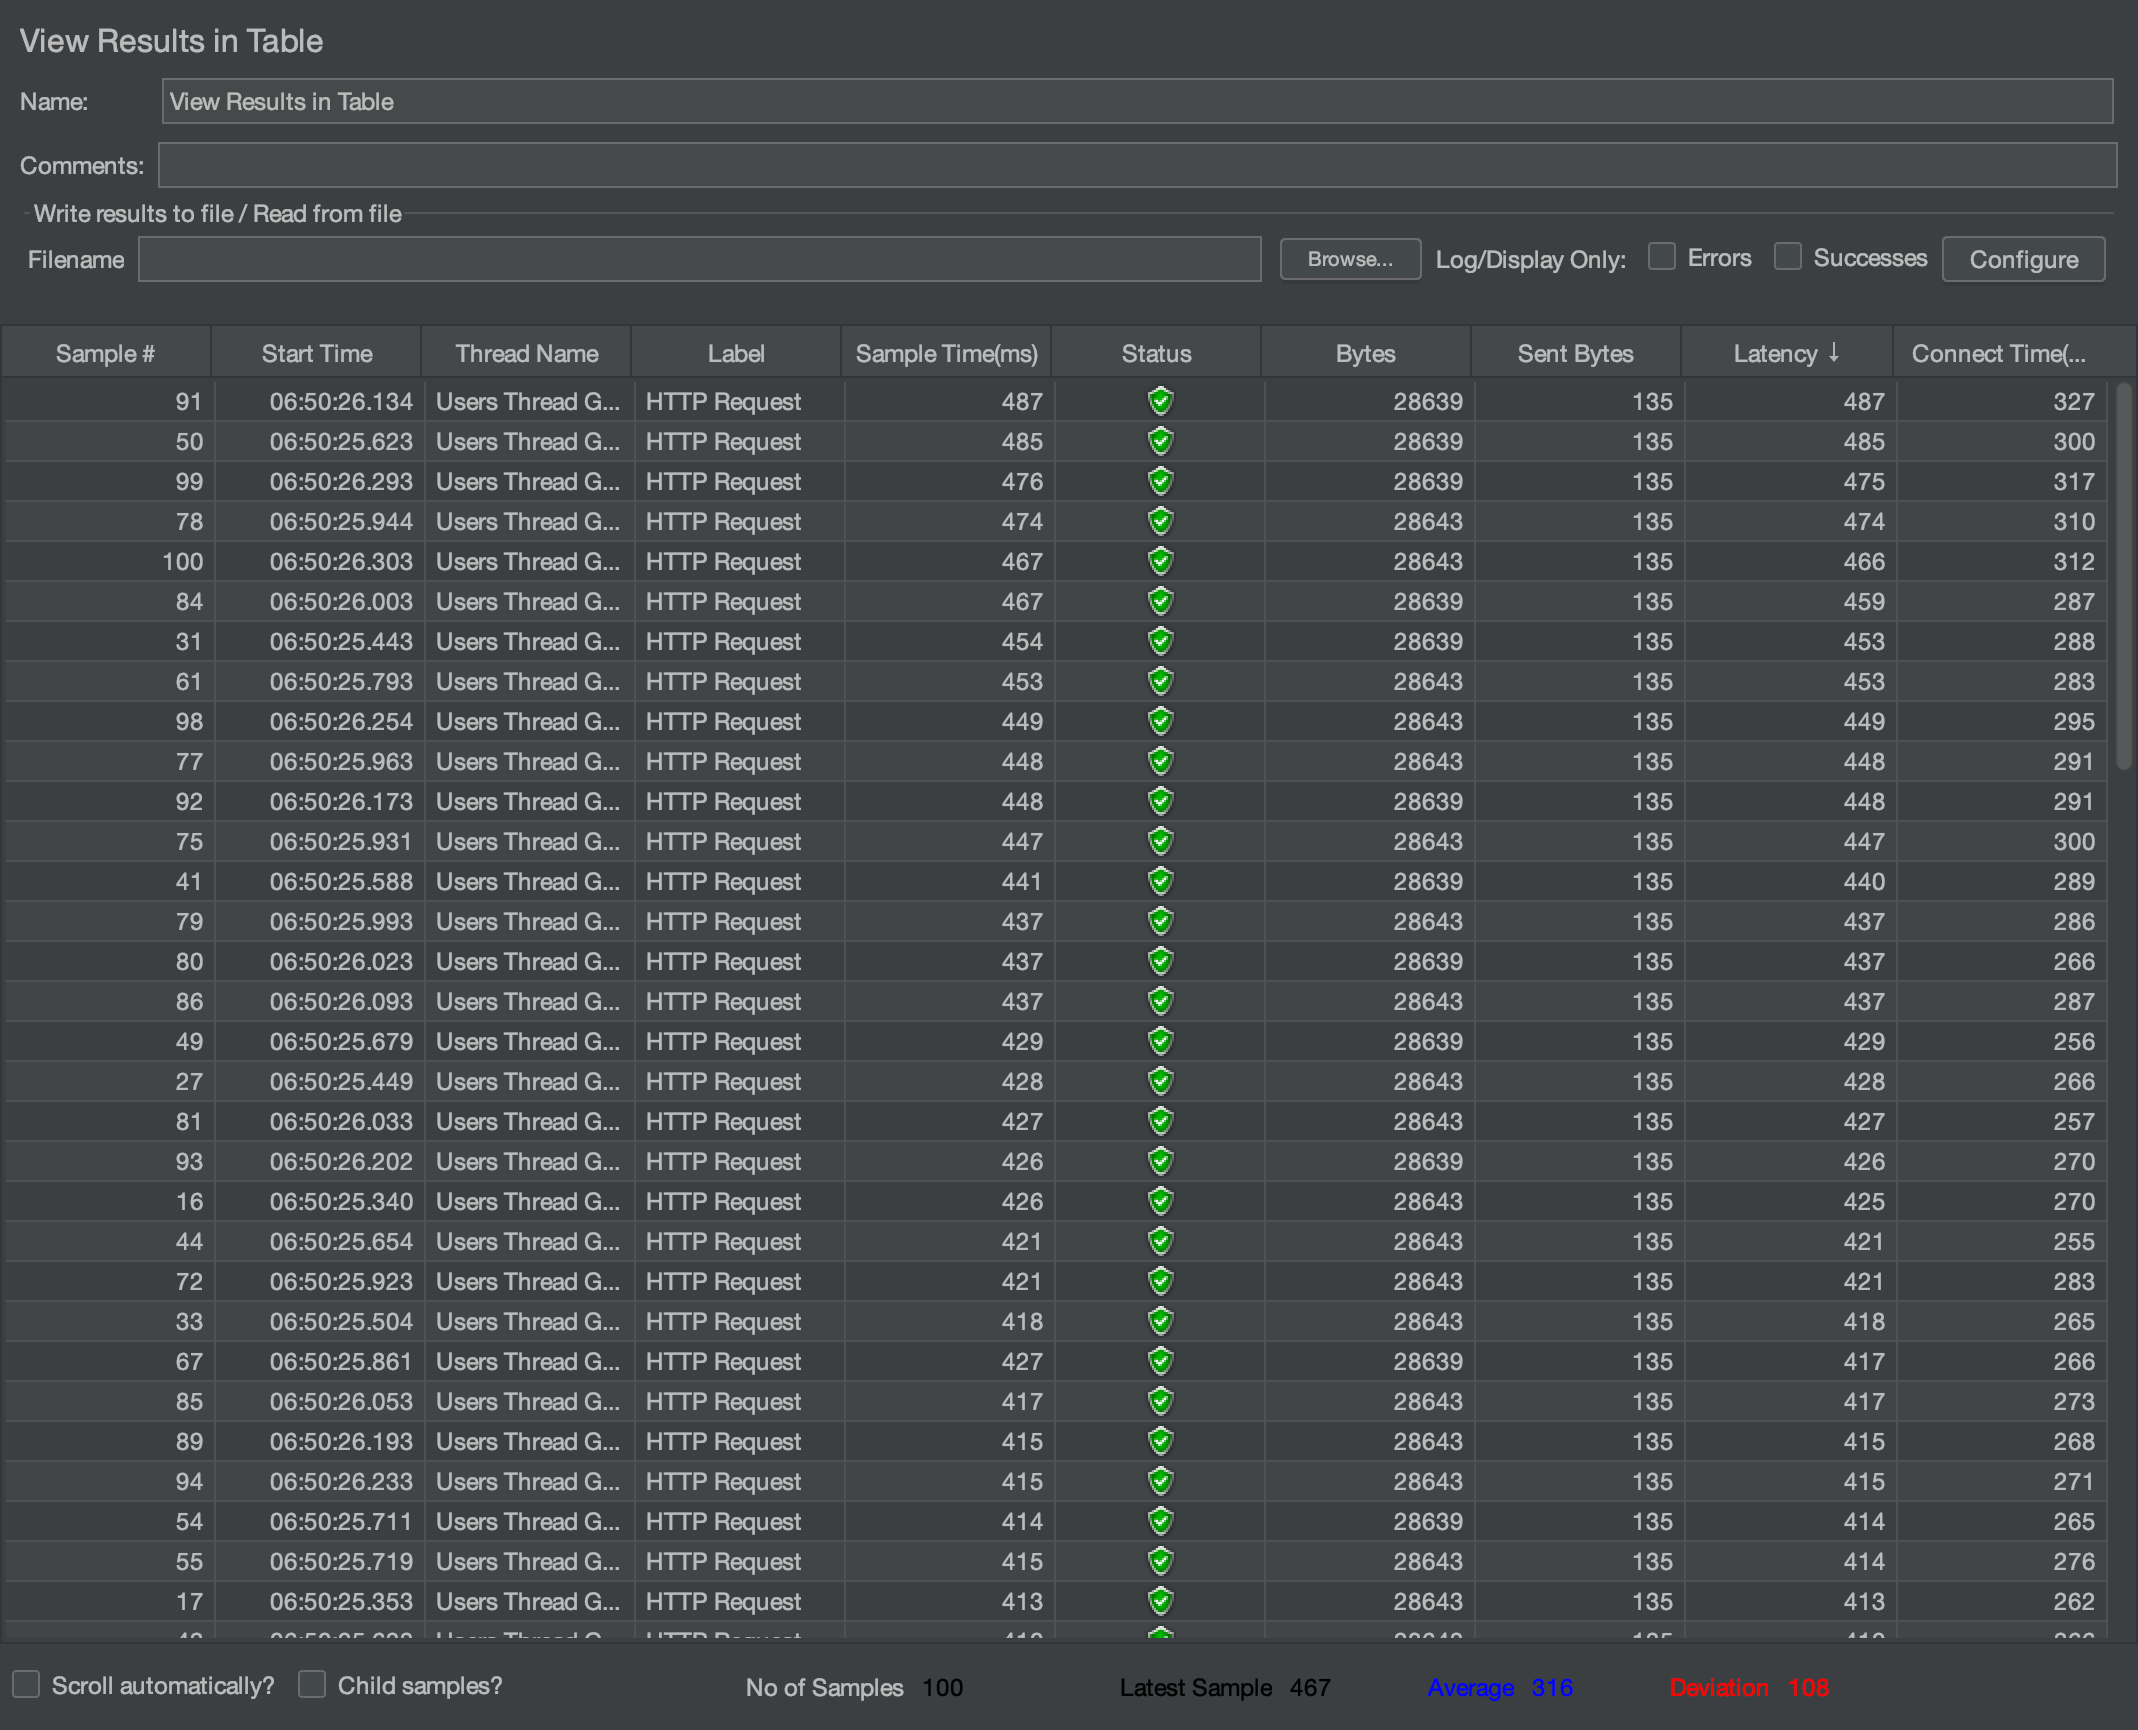 View Results in Table
Name: View Results in Table
Comments:
Write results to file / Read from file
Filename Browse... Log/Display Only: Errors Successes Configure
Sample # Start Time Thread Name Label Sample Time(ms) Status Bytes Sent Bytes Latency ↓ Connect Time(...
91 06:50:26.134 Users Thread G... HTTP Request 487 28639 135 487 327
50 06:50:25.623 Users Thread G... HTTP Request 485 28639 135 485 300
99 06:50:26.293 Users Thread G... HTTP Request 476 28639 135 475 317
78 06:50:25.944 Users Thread G... HTTP Request 474 28643 135 474 310
100 06:50:26.303 Users Thread G... HTTP Request 467 28643 135 466 312
84 06:50:26.003 Users Thread G... HTTP Request 467 28639 135 459 287
31 06:50:25.443 Users Thread G... HTTP Request 454 28639 135 453 288
61 06:50:25.793 Users Thread G... HTTP Request 453 28643 135 453 283
98 06:50:26.254 Users Thread G... HTTP Request 449 28643 135 449 295
77 06:50:25.963 Users Thread G... HTTP Request 448 28643 135 448 291
92 06:50:26.173 Users Thread G... HTTP Request 448 28639 135 448 291
75 06:50:25.931 Users Thread G... HTTP Request 447 28643 135 447 300
41 06:50:25.588 Users Thread G... HTTP Request 441 28639 135 440 289
79 06:50:25.993 Users Thread G... HTTP Request 437 28643 135 437 286
80 06:50:26.023 Users Thread G... HTTP Request 437 28639 135 437 266
86 06:50:26.093 Users Thread G... HTTP Request 437 28643 135 437 287
49 06:50:25.679 Users Thread G... HTTP Request 429 28639 135 429 256
27 06:50:25.449 Users Thread G... HTTP Request 428 28643 135 428 266
81 06:50:26.033 Users Thread G... HTTP Request 427 28643 135 427 257
93 06:50:26.202 Users Thread G... HTTP Request 426 28639 135 426 270
16 06:50:25.340 Users Thread G... HTTP Request 426 28643 135 425 270
44 06:50:25.654 Users Thread G... HTTP Request 421 28643 135 421 255
72 06:50:25.923 Users Thread G... HTTP Request 421 28643 135 421 283
33 06:50:25.504 Users Thread G... HTTP Request 418 28643 135 418 265
67 06:50:25.861 Users Thread G... HTTP Request 427 28639 135 417 266
85 06:50:26.053 Users Thread G... HTTP Request 417 28643 135 417 273
89 06:50:26.193 Users Thread G... HTTP Request 415 28643 135 415 268
94 06:50:26.233 Users Thread G... HTTP Request 415 28643 135 415 271
54 06:50:25.711 Users Thread G... HTTP Request 414 28639 135 414 265
55 06:50:25.719 Users Thread G... HTTP Request 415 28643 135 414 276
17 06:50:25.353 Users Thread G... HTTP Request 413 28643 135 413 262
Scroll automatically? Child samples? No of Samples 100 Latest Sample 467 Average 316 Deviation 108